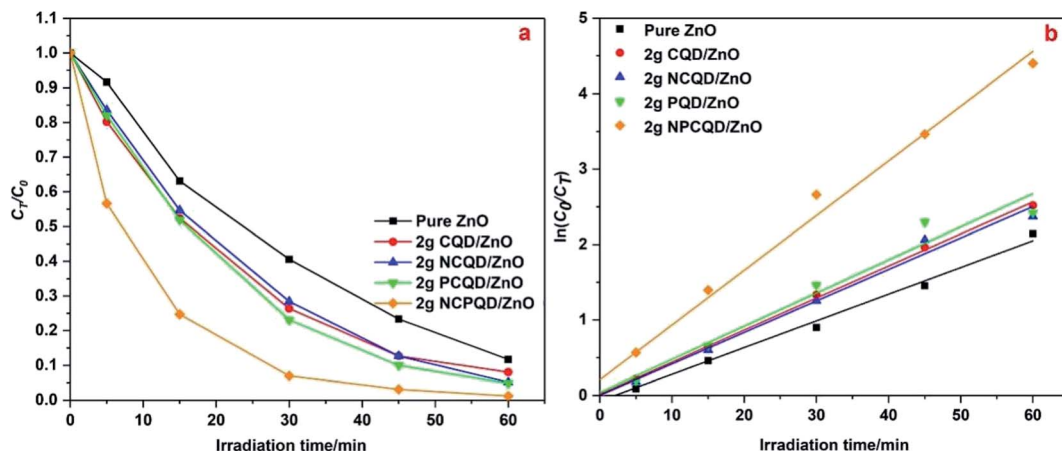 a
1.1
1.0
0.9
0.8
0.7
0.6
0.5
0.4
0.3
0.2
0.1
0.0
C_T/C_0
0 10 20 30 40 50 60
Irradiation time/min
Pure ZnO
2g CQD/ZnO
2g NCQD/ZnO
2g PCQD/ZnO
2g NCPQD/ZnO
b
5
4
3
2
1
0
ln(C_0/C_T)
0 10 20 30 40 50 60
Irradiation time/min
Pure ZnO
2g CQD/ZnO
2g NCQD/ZnO
2g PQD/ZnO
2g NPCQD/ZnO